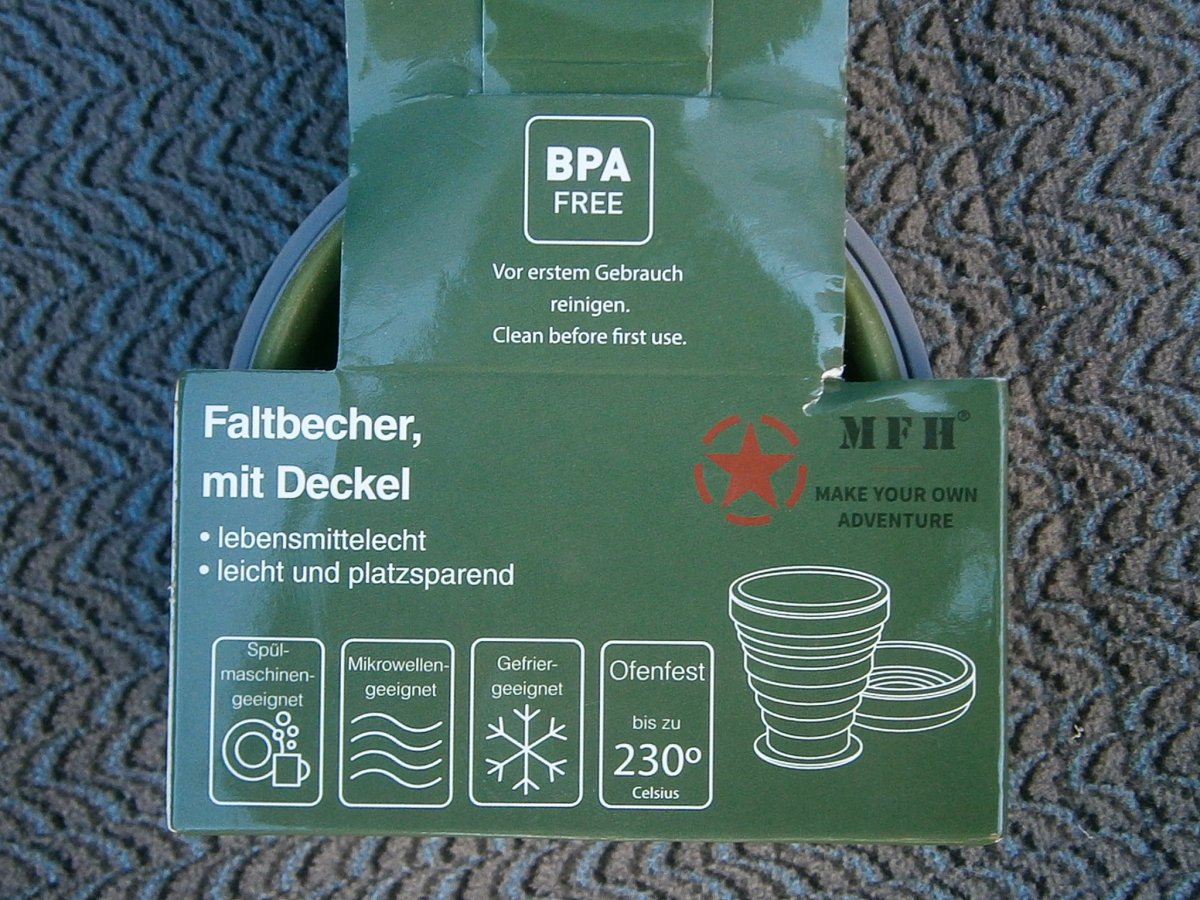 BPA
FREE
Vor erstem Gebrauch
reinigen.
Clean before first use.
Faltbecher,
mit Deckel
• lebensmittelecht
• leicht und platzsparend
MFH®
MAKE YOUR OWN
ADVENTURE
Spül-
maschinen-
geeignet
Mikrowellen-
geeignet
Gefrier-
geeignet
Ofenfest
bis zu
230º
Celsius